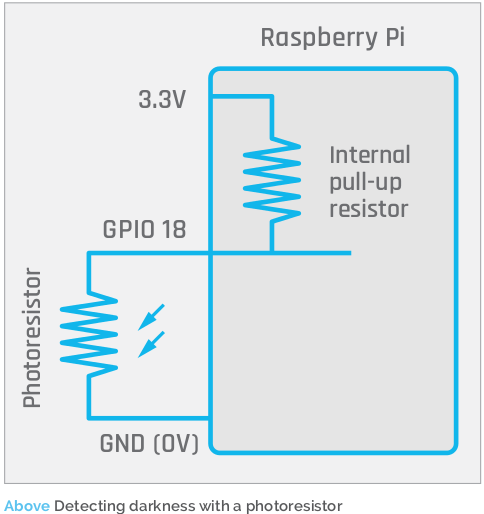 Raspberry Pi
3.3V
Internal
pull-up
resistor
GPIO 18
Photoresistor
GND (0V)
Above Detecting darkness with a photoresistor